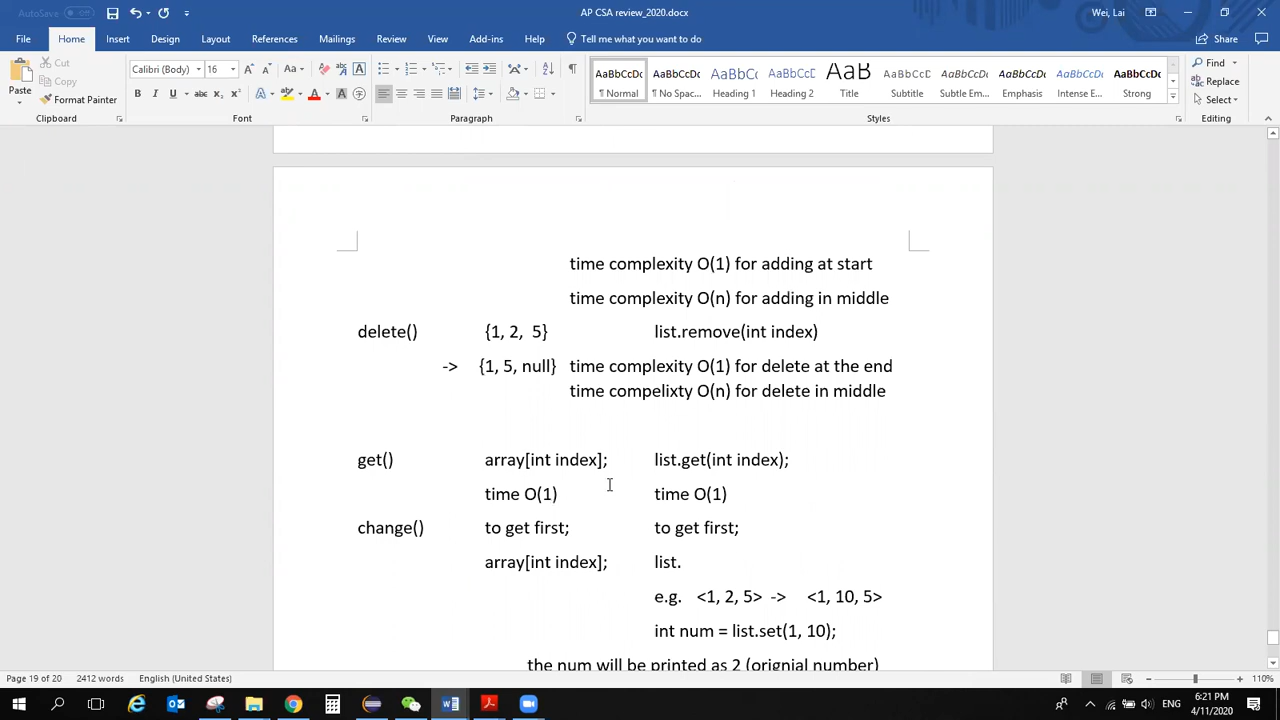 AutoSave Off
AP CSA review_2020.docx
Wei, Lai
File Home Insert Design Layout References Mailings Review View Add-ins Help Tell me what you want to do Share
Paste
Cut
Copy
Format Painter
Clipboard
Calibri (Body) 16
Font
Paragraph
AaBbCcDc AaBbCcDc AaBbCc AaBbCcD AaB AaBbCcD AaBbCcDc AaBbCcDc AaBbCcDc AaBbCcDc
¶ Normal ¶ No Spac... Heading 1 Heading 2 Title Subtitle Subtle Em... Emphasis Intense E... Strong
Styles
Find
Replace
Select
Editing
time complexity O(1) for adding at start
time complexity O(n) for adding in middle
delete() {1, 2, 5} list.remove(int index)
-> {1, 5, null} time complexity O(1) for delete at the end
time compelixty O(n) for delete in middle
get() array[int index]; list.get(int index);
time O(1) time O(1)
change() to get first; to get first;
array[int index]; list.
e.g. <1, 2, 5> -> <1, 10, 5>
int num = list.set(1, 10);
the num will be printed as 2 (orignial number)
Page 19 of 20 2412 words English (United States) 110%
ENG 6:21 PM
4/11/2020